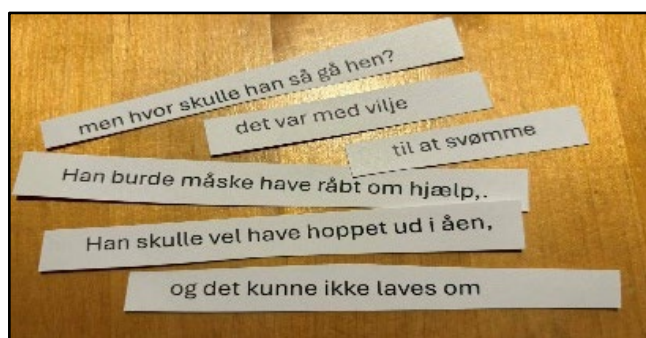 men hvor skulle han så gå hen?
det var med vilje
til at svømme
Han burde måske have råbt om hjælp,.
Han skulle vel have hoppet ud i åen,
og det kunne ikke laves om